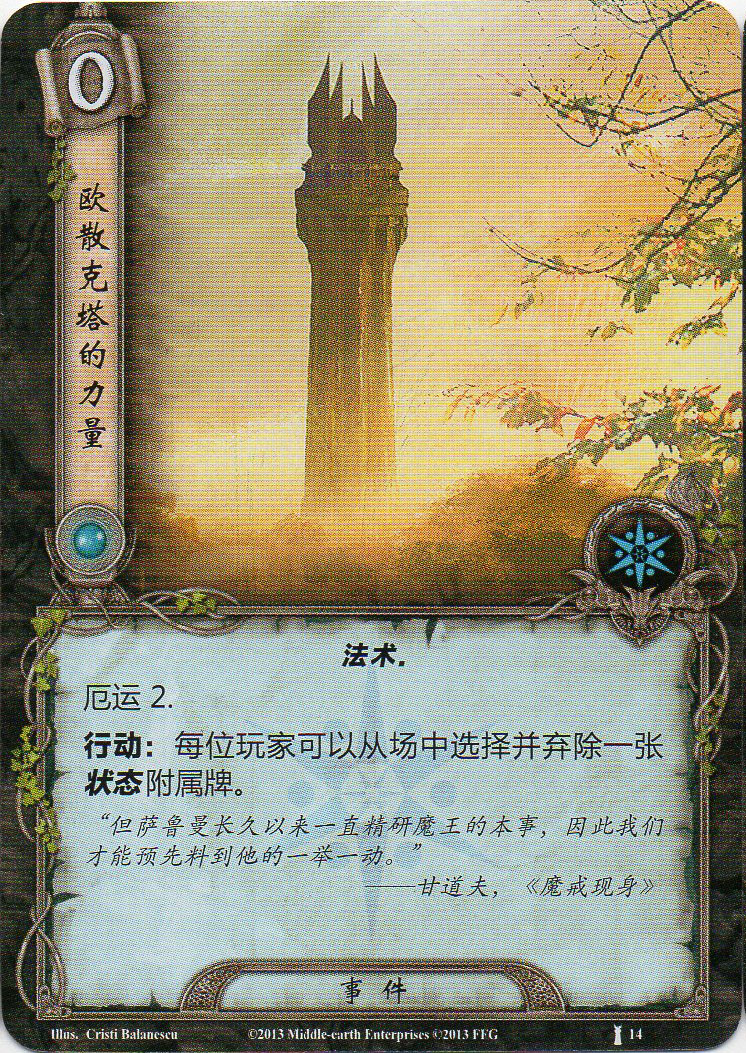 0
欧散克塔的力量
法术.
厄运 2.
行动：每位玩家可以从场中选择并弃除一张
状态附属牌。
“但萨鲁曼长久以来一直精研魔王的本事，因此我们
才能预先料到他的一举一动。”
——甘道夫，《魔戒现身》
事件
Illus. Cristi Balanescu ©2013 Middle-earth Enterprises ©2013 FFG 14